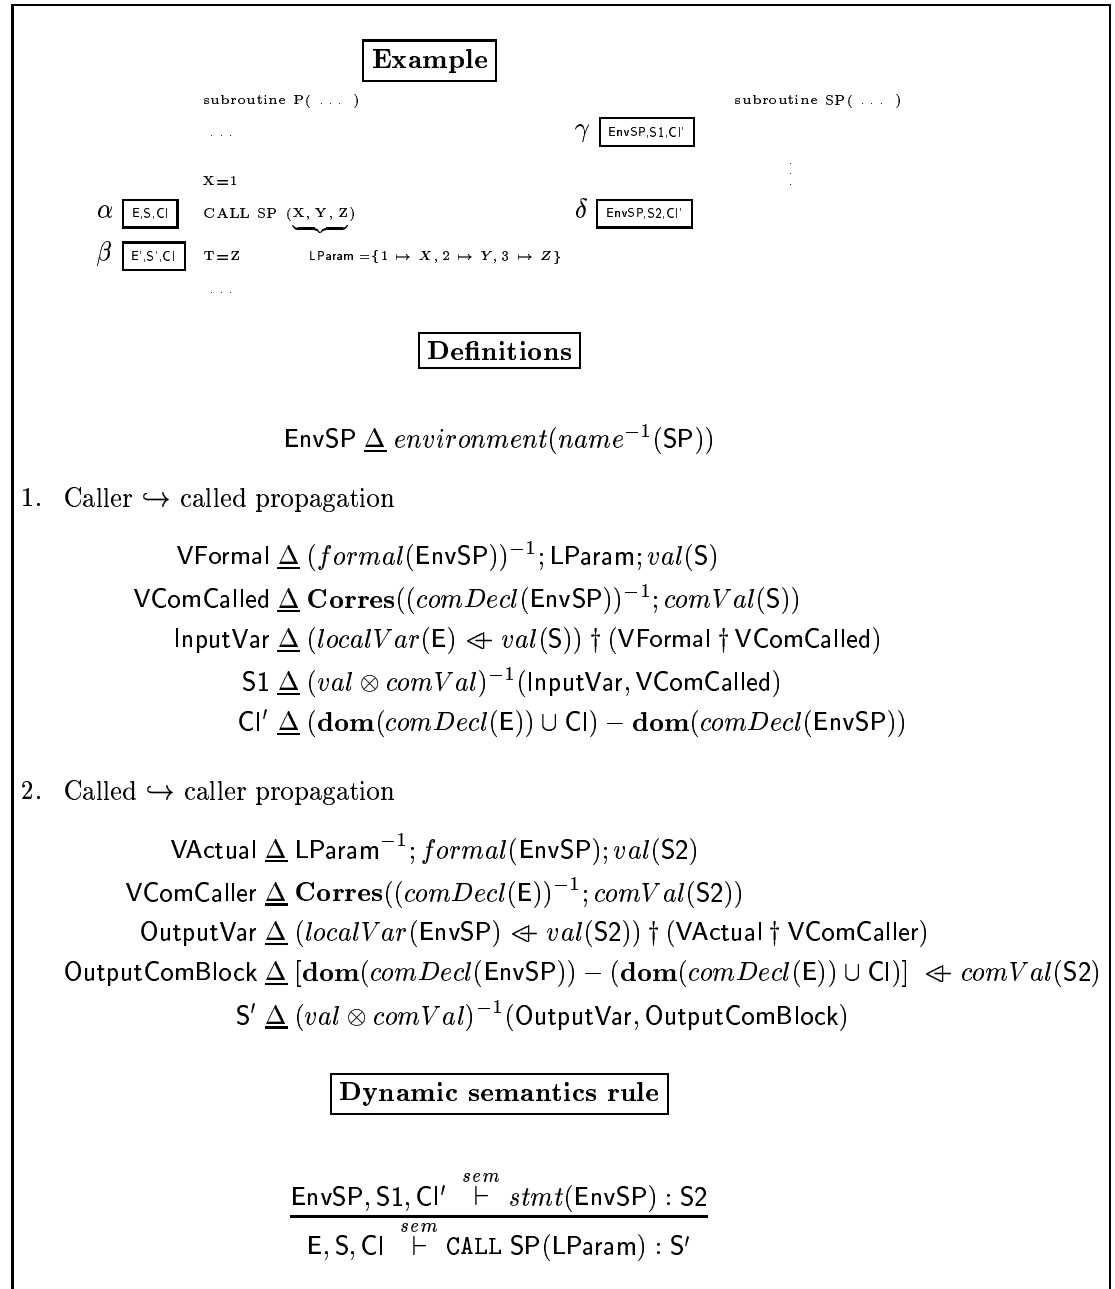 Example
subroutine P( . . . )    subroutine SP( . . . )
. . .    γ EnvSP,S1,Cl'
X=1    ⋮
α E,S,Cl CALL SP (X, Y, Z)    δ EnvSP,S2,Cl'
β E',S',Cl T=Z    LParam ={1 ↦ X, 2 ↦ Y, 3 ↦ Z}
. . .
Definitions
EnvSP Δ environment(name⁻¹(SP))
1. Caller ↪ called propagation
VFormal Δ (formal(EnvSP))⁻¹; LParam; val(S)
VComCalled Δ Corres((comDecl(EnvSP))⁻¹; comVal(S))
InputVar Δ (localVar(E) ⩤ val(S)) † (VFormal † VComCalled)
S1 Δ (val ⊗ comVal)⁻¹(InputVar, VComCalled)
Cl′ Δ (dom(comDecl(E)) ∪ Cl) − dom(comDecl(EnvSP))
2. Called ↪ caller propagation
VActual Δ LParam⁻¹; formal(EnvSP); val(S2)
VComCaller Δ Corres((comDecl(E))⁻¹; comVal(S2))
OutputVar Δ (localVar(EnvSP) ⩤ val(S2)) † (VActual † VComCaller)
OutputComBlock Δ [dom(comDecl(EnvSP)) − (dom(comDecl(E)) ∪ Cl)] ⩤ comVal(S2)
S′ Δ (val ⊗ comVal)⁻¹(OutputVar, OutputComBlock)
Dynamic semantics rule
sem
EnvSP, S1, Cl′ ⊢ stmt(EnvSP) : S2
sem
E, S, Cl ⊢ CALL SP(LParam) : S′